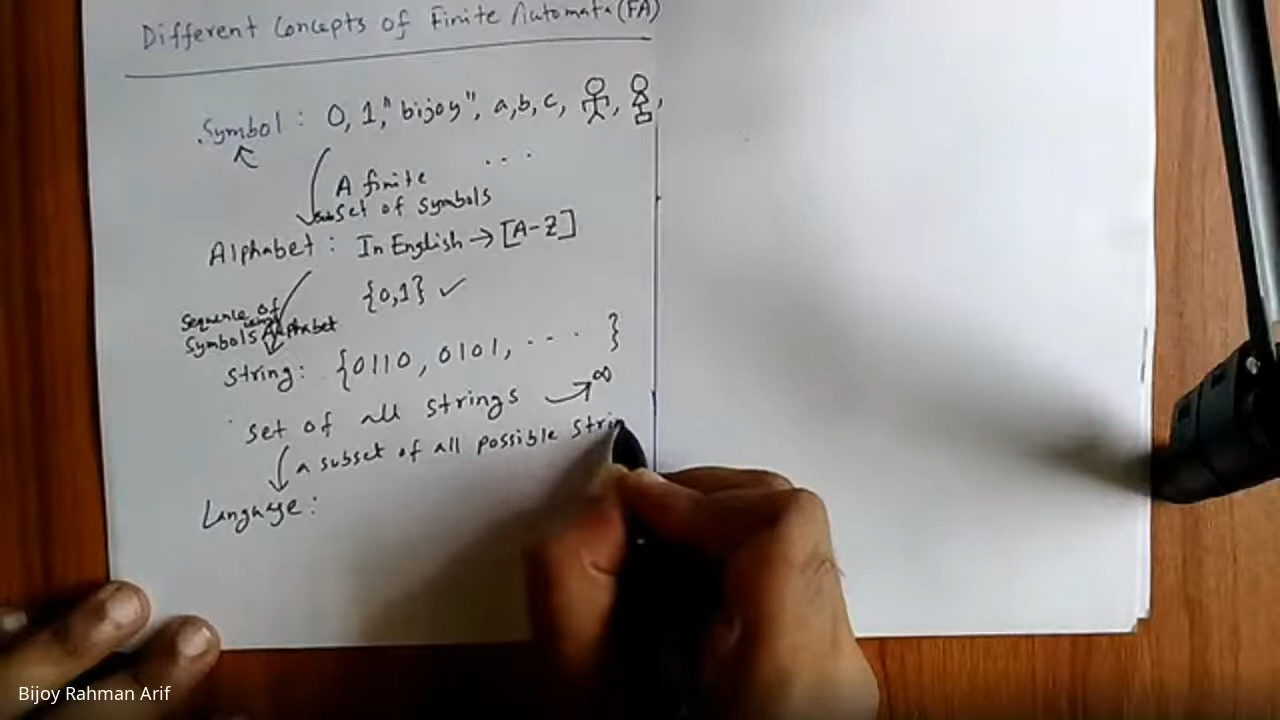 Different Concepts of Finite Automata (FA)
Symbol : 0, 1, "bijoy", a, b, c, , ,
. . .
A finite
subset of symbols
Alphabet : In English → [A-Z]
{0,1} ✓
Sequence of
symbols Alphabet
string: {0110, 0101, . . . . }
set of all strings → ∞
a subset of all possible strin
Language:
Bijoy Rahman Arif